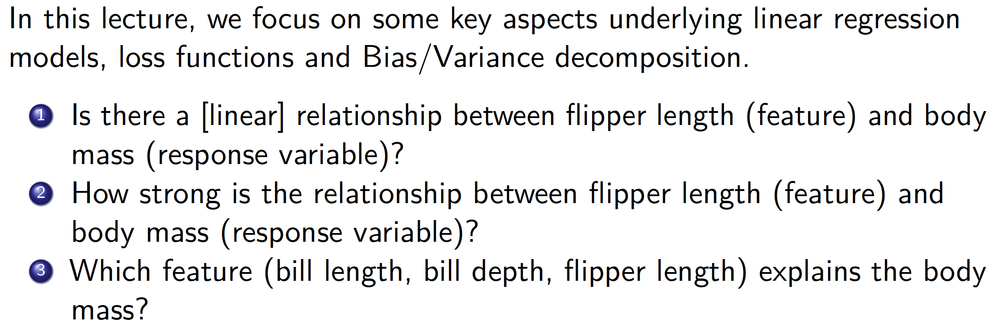 In this lecture, we focus on some key aspects underlying linear regression
models, loss functions and Bias/Variance decomposition.
1 Is there a [linear] relationship between flipper length (feature) and body
mass (response variable)?
2 How strong is the relationship between flipper length (feature) and
body mass (response variable)?
3 Which feature (bill length, bill depth, flipper length) explains the body
mass?